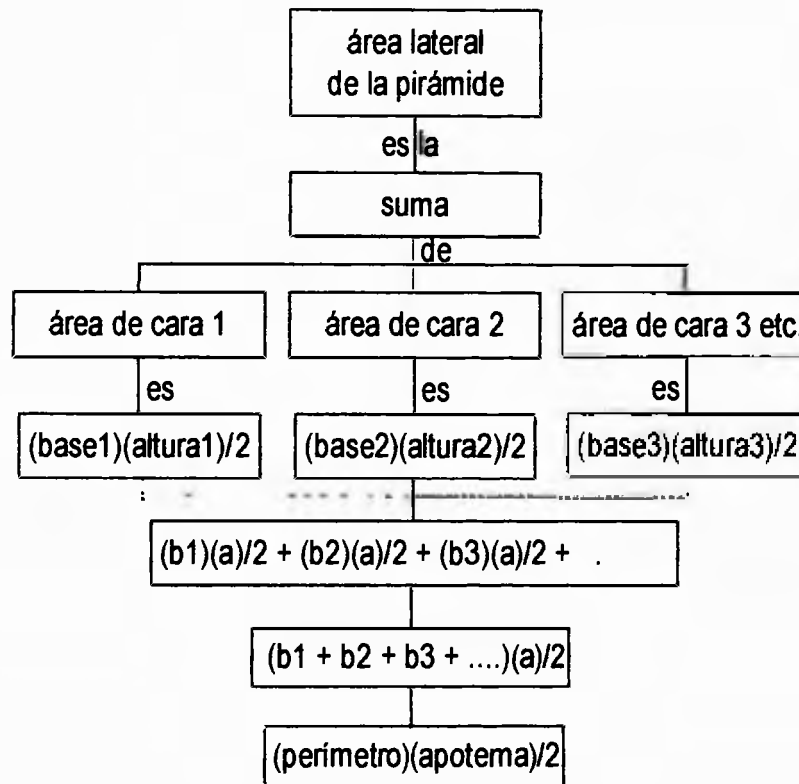 área lateral
de la pirámide
es la
suma
de
área de cara 1
área de cara 2
área de cara 3 etc.
es
es
es
(base1)(altura1)/2
(base2)(altura2)/2
(base3)(altura3)/2
(b1)(a)/2 + (b2)(a)/2 + (b3)(a)/2 + .
(b1 + b2 + b3 + ....)(a)/2
(perímetro)(apotema)/2